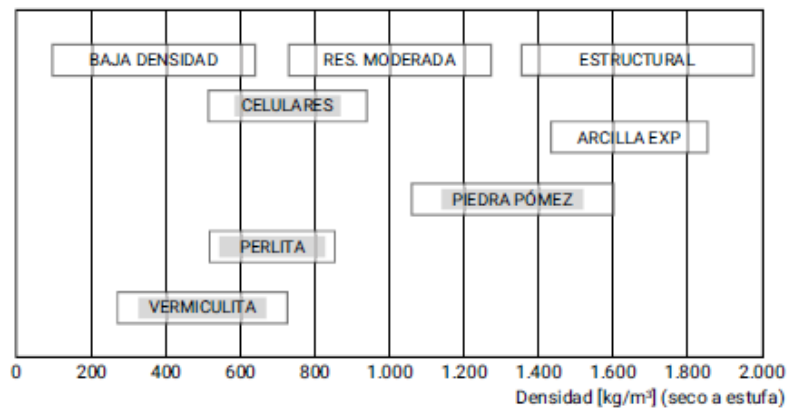 BAJA DENSIDAD RES. MODERADA ESTRUCTURAL
CELULARES
ARCILLA EXP
PIEDRA PÓMEZ
PERLITA
VERMICULITA
0 200 400 600 800 1.000 1.200 1.400 1.600 1.800 2.000
Densidad [kg/m³] (seco a estufa)